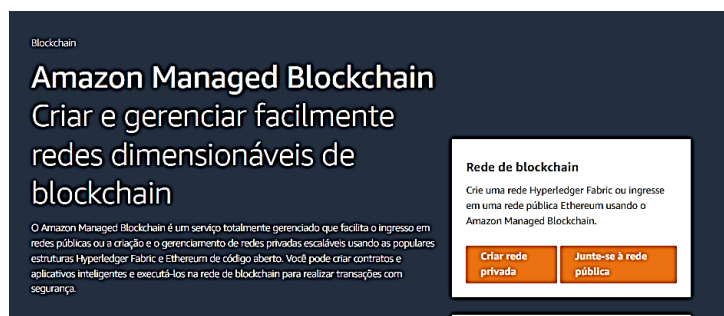 Blockchain
Amazon Managed Blockchain
Criar e gerenciar facilmente
redes dimensionáveis de
blockchain
O Amazon Managed Blockchain é um serviço totalmente gerenciado que facilita o ingresso em
redes públicas ou a criação e o gerenciamento de redes privadas escaláveis usando as populares
estruturas Hyperledger Fabric e Ethereum de código aberto. Você pode criar contratos e
aplicativos inteligentes e executá-los na rede de blockchain para realizar transações com
segurança.
Rede de blockchain
Crie uma rede Hyperledger Fabric ou ingresse
em uma rede pública Ethereum usando o
Amazon Managed Blockchain.
Criar rede
privada
Junte-se à rede
pública